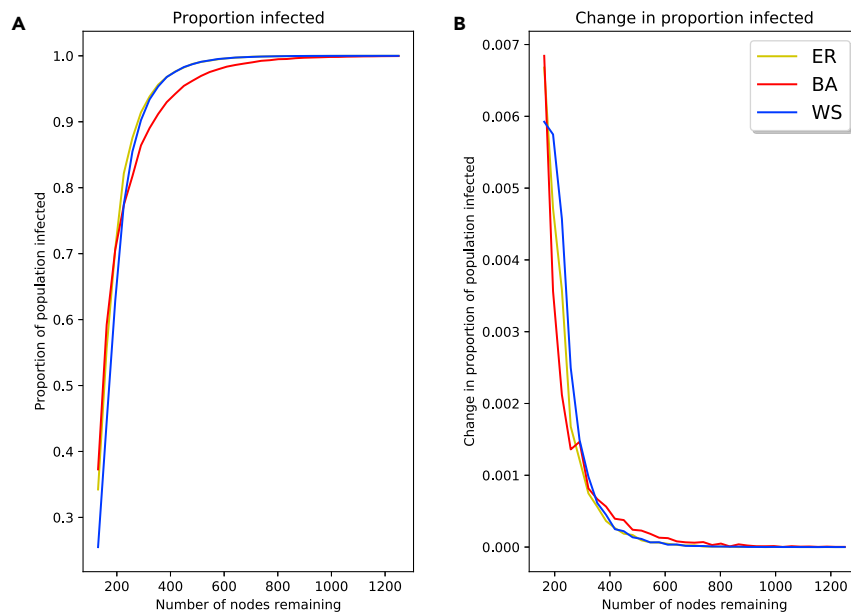 A
Proportion infected
1.0
0.9
0.8
0.7
0.6
0.5
0.4
0.3
Proportion of population infected
200 400 600 800 1000 1200
Number of nodes remaining
B
Change in proportion infected
0.007
0.006
0.005
0.004
0.003
0.002
0.001
0.000
Change in proportion of population infected
200 400 600 800 1000 1200
Number of nodes remaining
ER
BA
WS